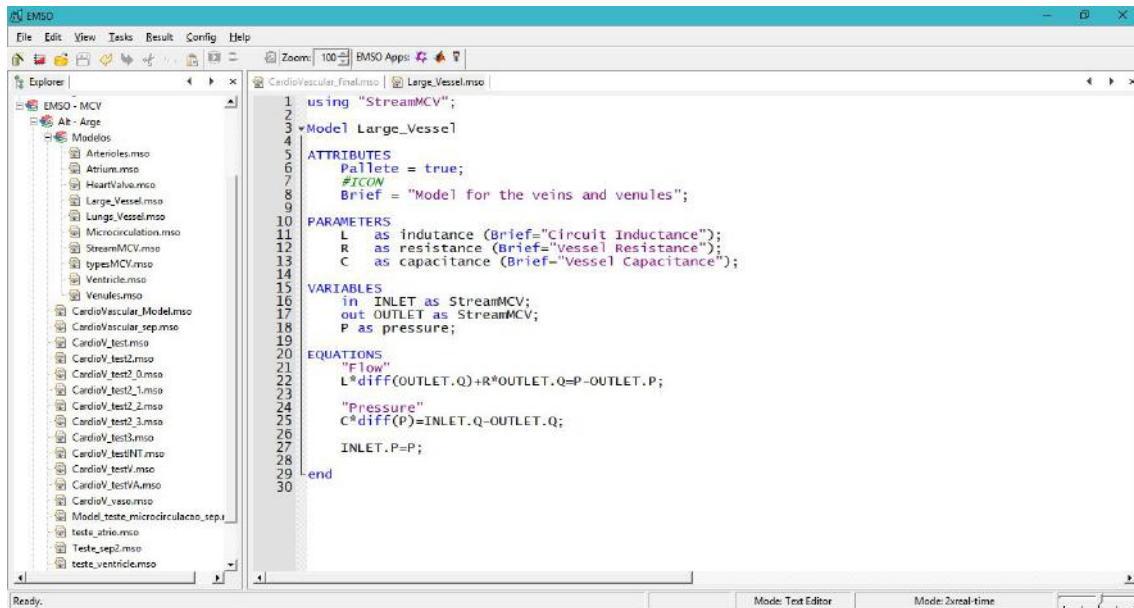 EMSO
File Edit View Tasks Result Config Help
Zoom: 100 EMSO Apps:
Explorer
CardioVascular_final.mso Large_Vessel.mso
EMSO - MCV
Alt - Arge
Modelos
Arterioles.mso
Atrium.mso
HeartValve.mso
Large_Vessel.mso
Lungs_Vessel.mso
Microcirculation.mso
StreamMCV.mso
typesMCV.mso
Ventricle.mso
Venules.mso
CardioVascular_Model.mso
CardioVascular_sep.mso
CardioV_test.mso
CardioV_test2.mso
CardioV_test2_0.mso
CardioV_test2_1.mso
CardioV_test2_2.mso
CardioV_test2_3.mso
CardioV_test3.mso
CardioV_testINT.mso
CardioV_testV.mso
CardioV_testVA.mso
CardioV_vaso.mso
Model_teste_microcirculacao_sep.
teste_atrio.mso
Teste_sep2.mso
teste_ventricle.mso
1 using "StreamMCV";
2
3 Model Large_Vessel
4
5 ATTRIBUTES
6 Pallete = true;
7 #ICON
8 Brief = "Model for the veins and venules";
9
10 PARAMETERS
11 L as indutance (Brief="Circuit Inductance");
12 R as resistance (Brief="Vessel Resistance");
13 C as capacitance (Brief="Vessel Capacitance");
14
15 VARIABLES
16 in INLET as StreamMCV;
17 out OUTLET as StreamMCV;
18 P as pressure;
19
20 EQUATIONS
21 "Flow"
22 L*diff(OUTLET.Q)+R*OUTLET.Q=P-OUTLET.P;
23
24 "Pressure"
25 C*diff(P)=INLET.Q-OUTLET.Q;
26
27 INLET.P=P;
28
29 end
30
Ready. Mode: Text Editor Mode: 2xreal-time